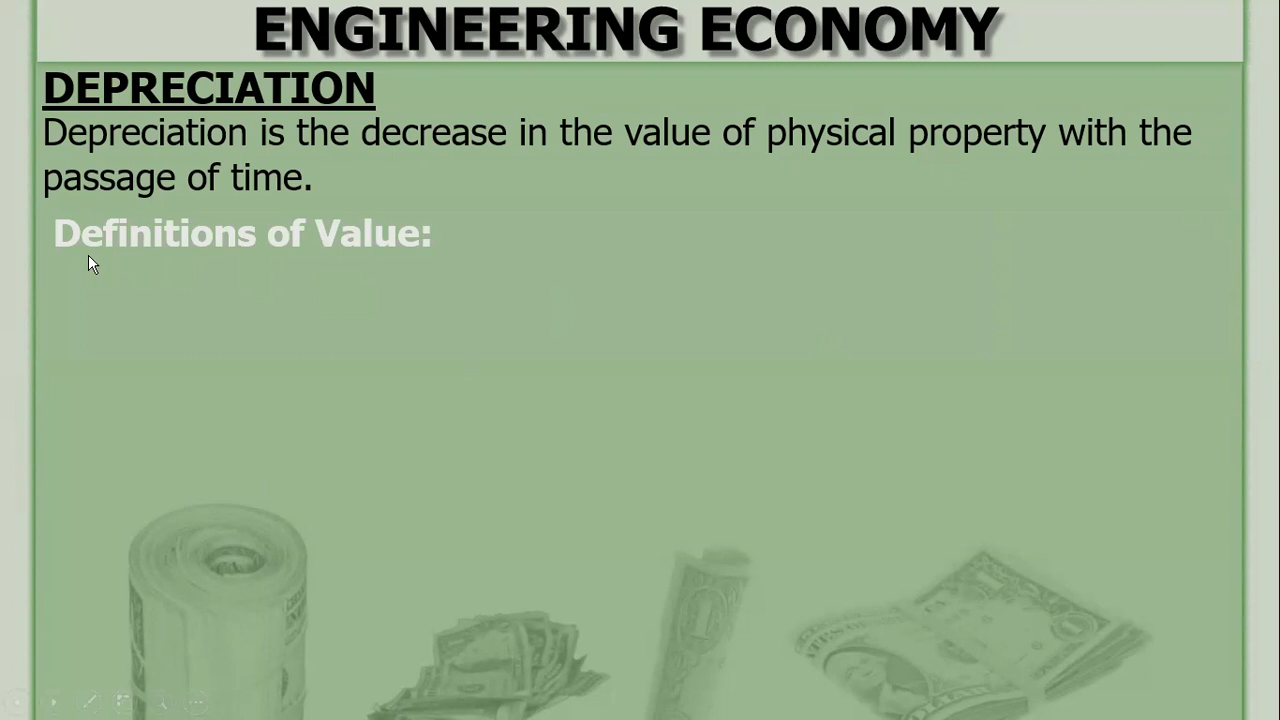 ENGINEERING ECONOMY
DEPRECIATION
Depreciation is the decrease in the value of physical property with the
passage of time.
Definitions of Value: